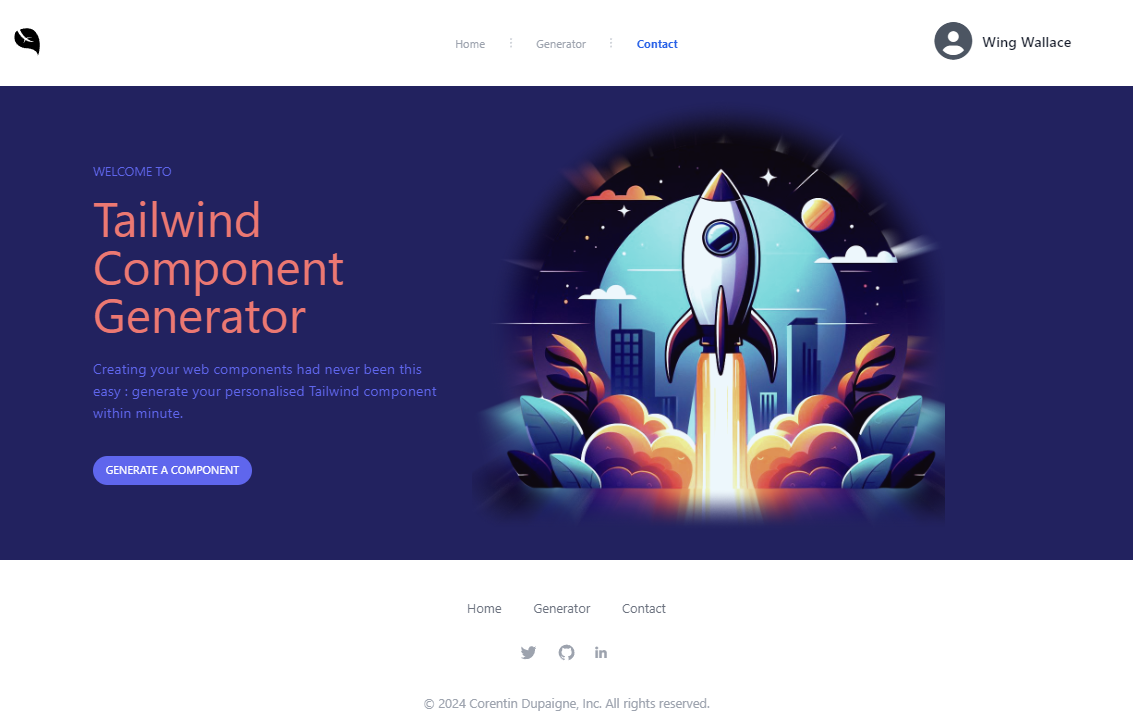 Home Generator Contact
Wing Wallace
WELCOME TO
Tailwind
Component
Generator
Creating your web components had never been this
easy : generate your personalised Tailwind component
within minute.
GENERATE A COMPONENT
Home Generator Contact
© 2024 Corentin Dupaigne, Inc. All rights reserved.